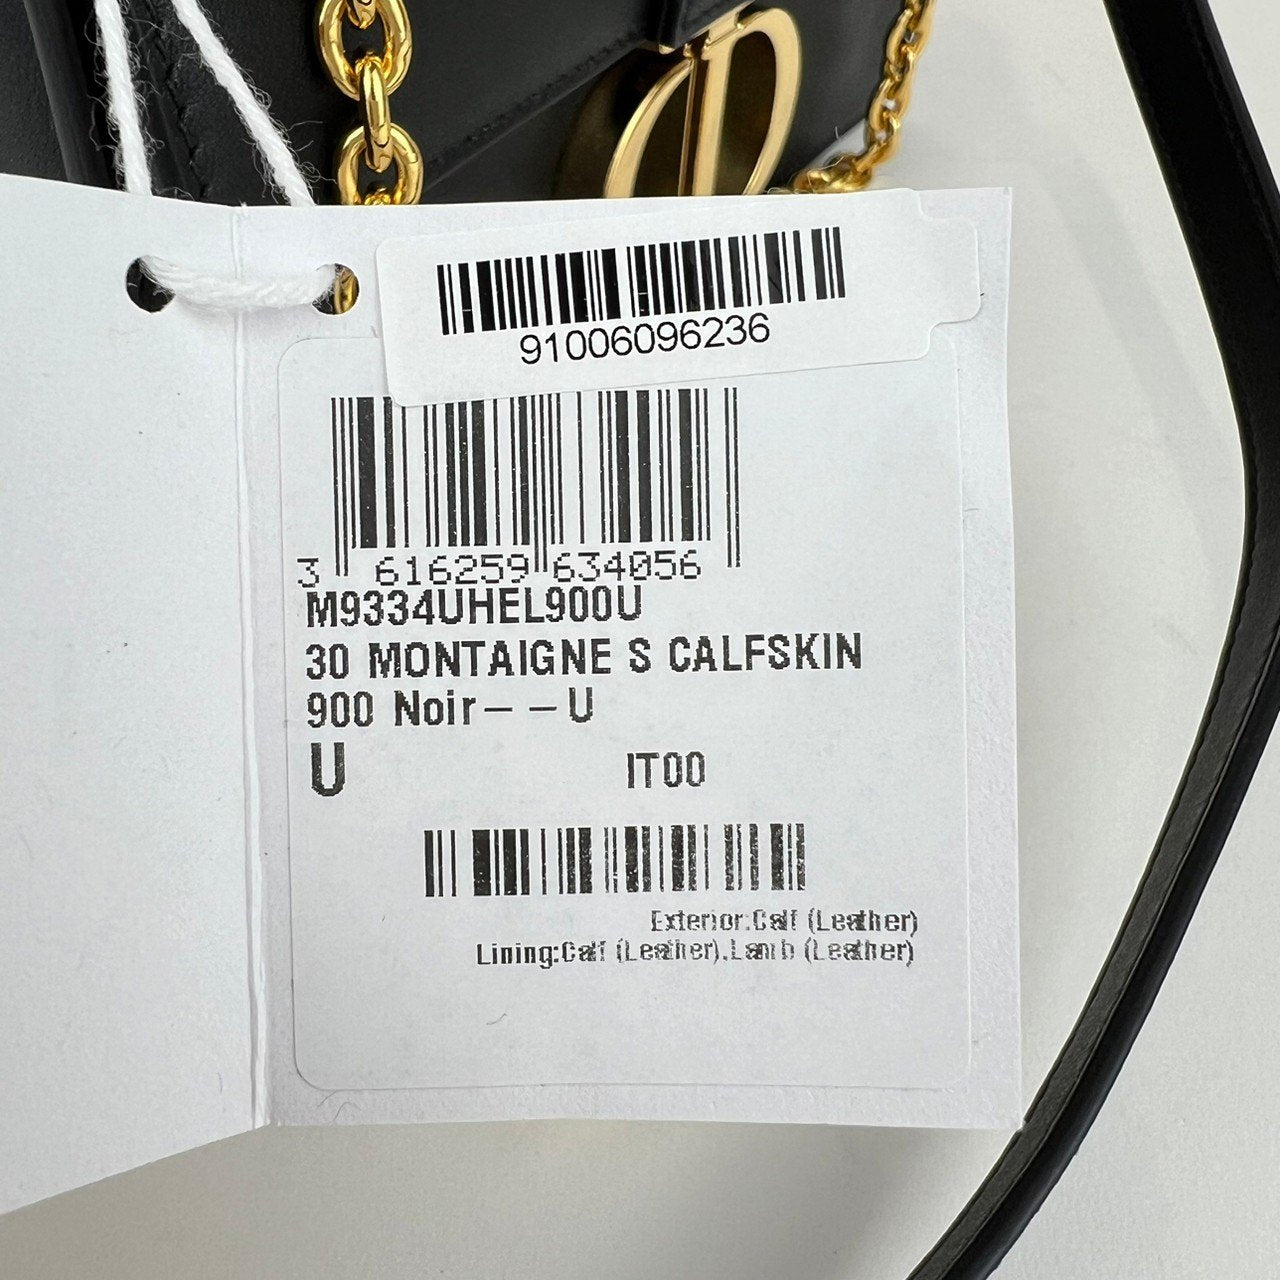 91006096236
3 616259 634056
M9334UHEL900U
30 MONTAIGNE S CALFSKIN
900 Noir--U
U IT00
Exterior:Calf (Leather)
Lining:Calf (Leather),Lamb (Leather)